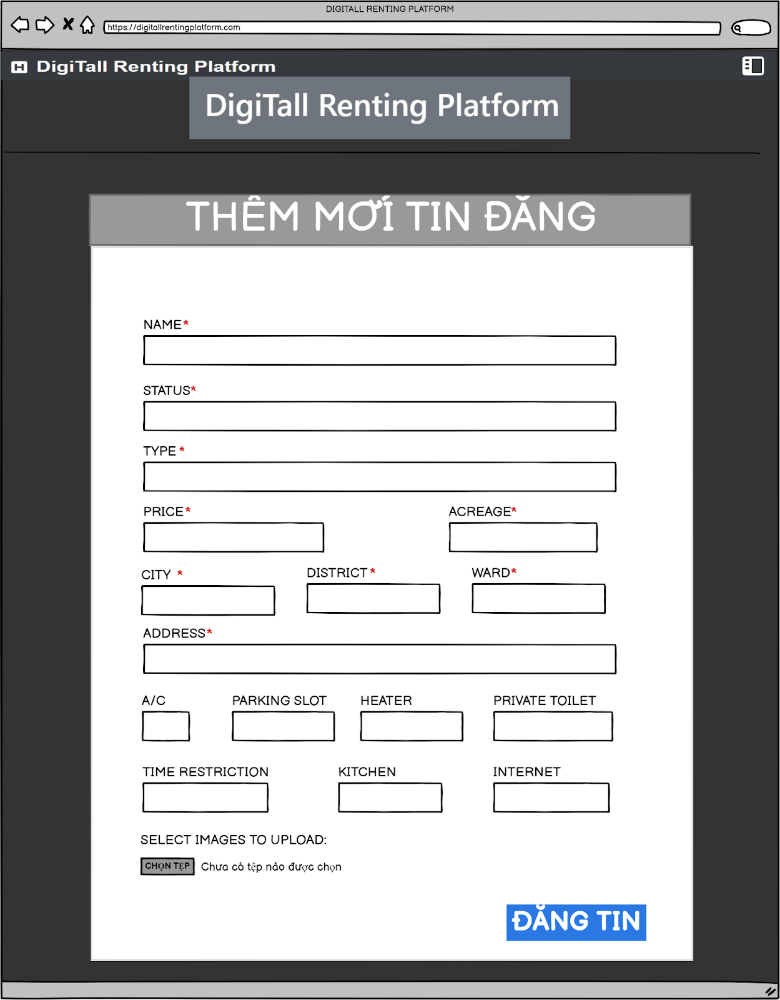 DIGITALL RENTING PLATFORM
https://digitallrentingplatform.com
H DigiTall Renting Platform
DigiTall Renting Platform
THÊM MỚI TIN ĐĂNG
NAME*
STATUS*
TYPE *
PRICE* ACREAGE*
CITY * DISTRICT* WARD*
ADDRESS*
A/C PARKING SLOT HEATER PRIVATE TOILET
TIME RESTRICTION KITCHEN INTERNET
SELECT IMAGES TO UPLOAD:
CHỌN TỆP Chưa có tệp nào được chọn
ĐĂNG TIN